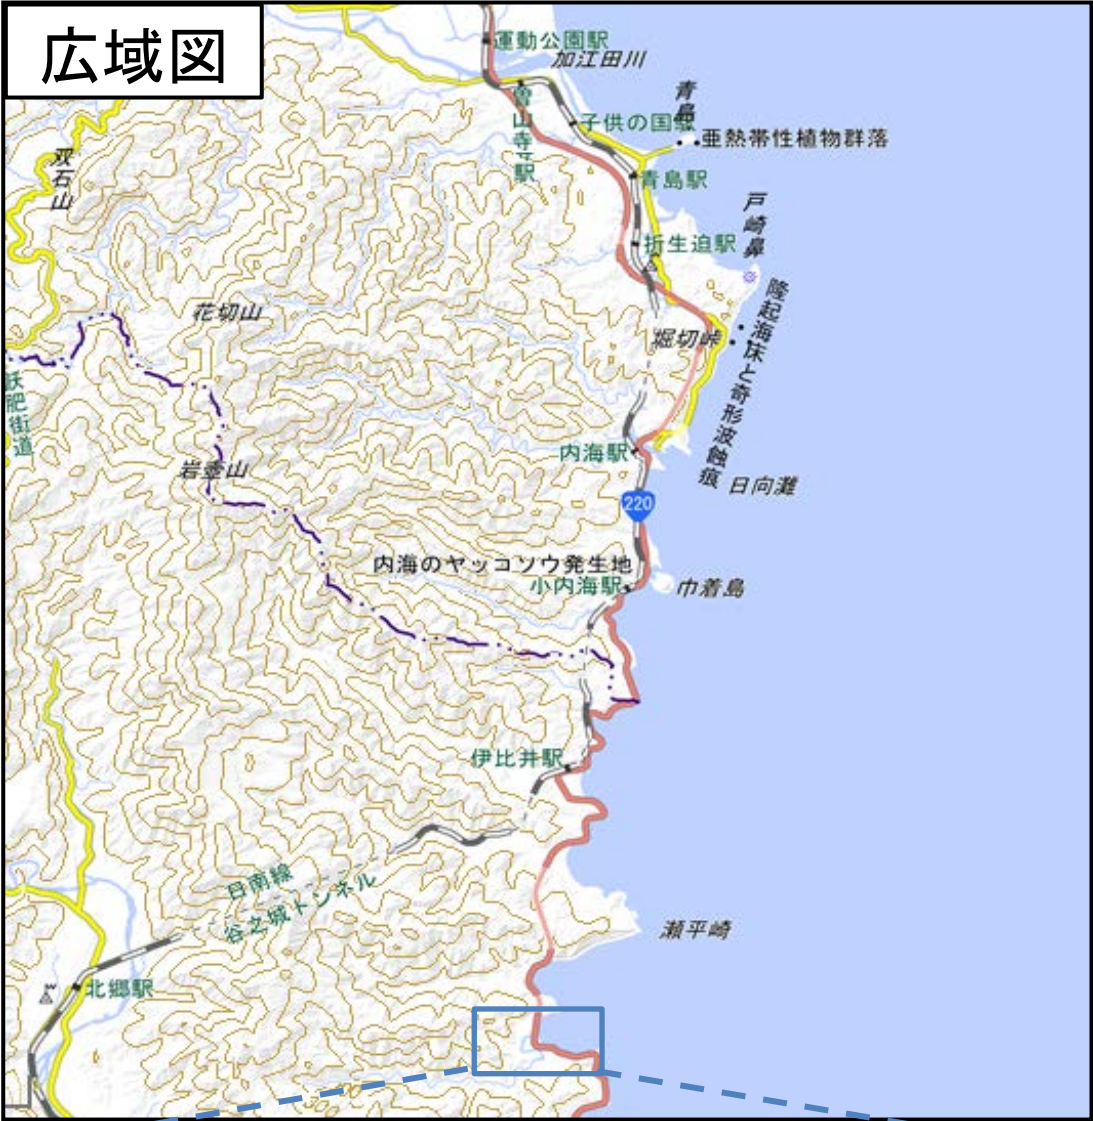 広域図
運動公園駅
加江田川
曽山寺駅
子供の国駅
青島
亜熱帯性植物群落
青島駅
双石山
戸崎鼻
折生迫駅
隆起海床と奇形波蝕痕
花切山
堀切峠
飫肥街道
内海駅
岩壺山
日向灘
220
内海のヤッコソウ発生地
小内海駅
巾着島
伊比井駅
日南線
谷之城トンネル
瀬平崎
北郷駅